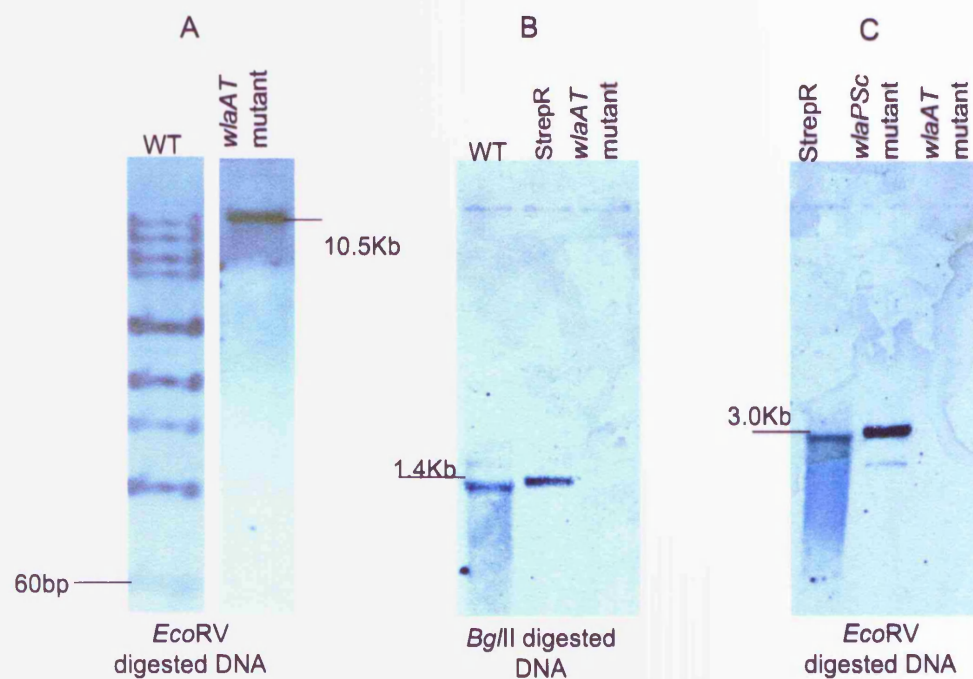 A
B
C
WT
wlaAT
mutant
WT
StrepR
wlaAT
mutant
StrepR
wlaPSc
mutant
wlaAT
mutant
10.5Kb
1.4Kb
3.0Kb
60bp
EcoRV
digested DNA
BglII digested
DNA
EcoRV
digested DNA